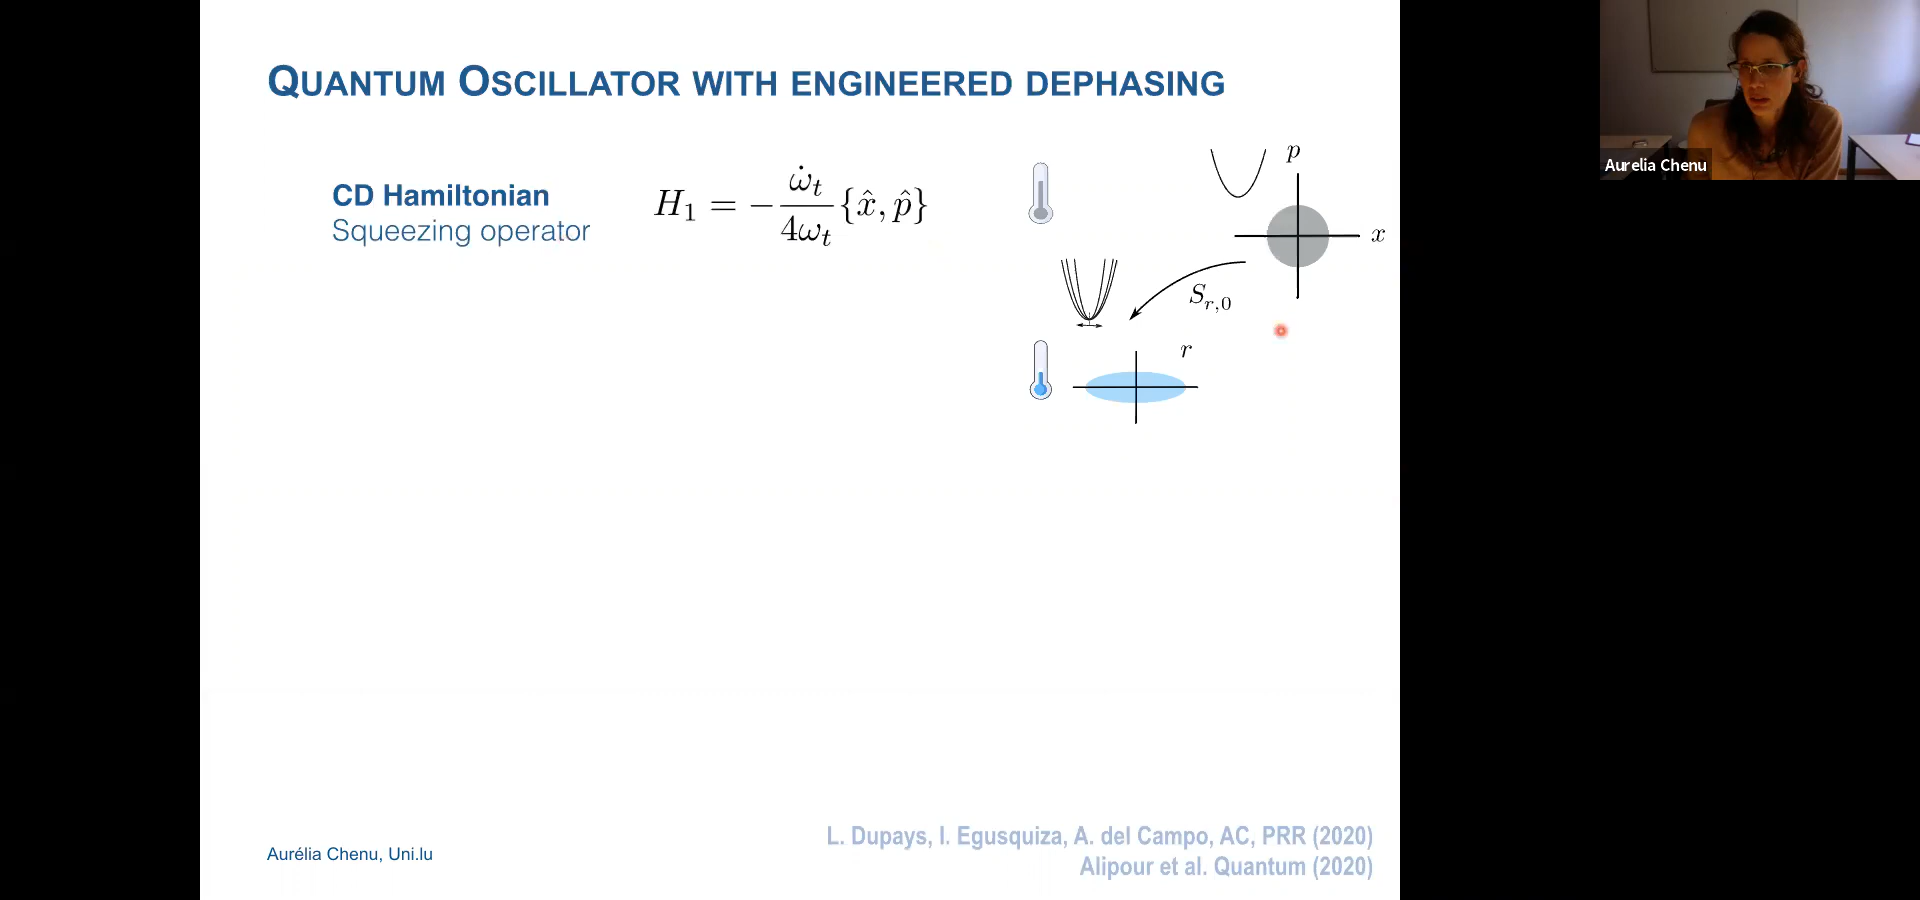 QUANTUM OSCILLATOR WITH ENGINEERED DEPHASING
CD Hamiltonian
Squeezing operator
H₁ = − ω̇ₜ / 4ωₜ {x̂, p̂}
p
x
S_{r,0}
r
Aurelia Chenu
L. Dupays, I. Egusquiza, A. del Campo, AC, PRR (2020)
Alipour et al. Quantum (2020)
Aurélia Chenu, Uni.lu